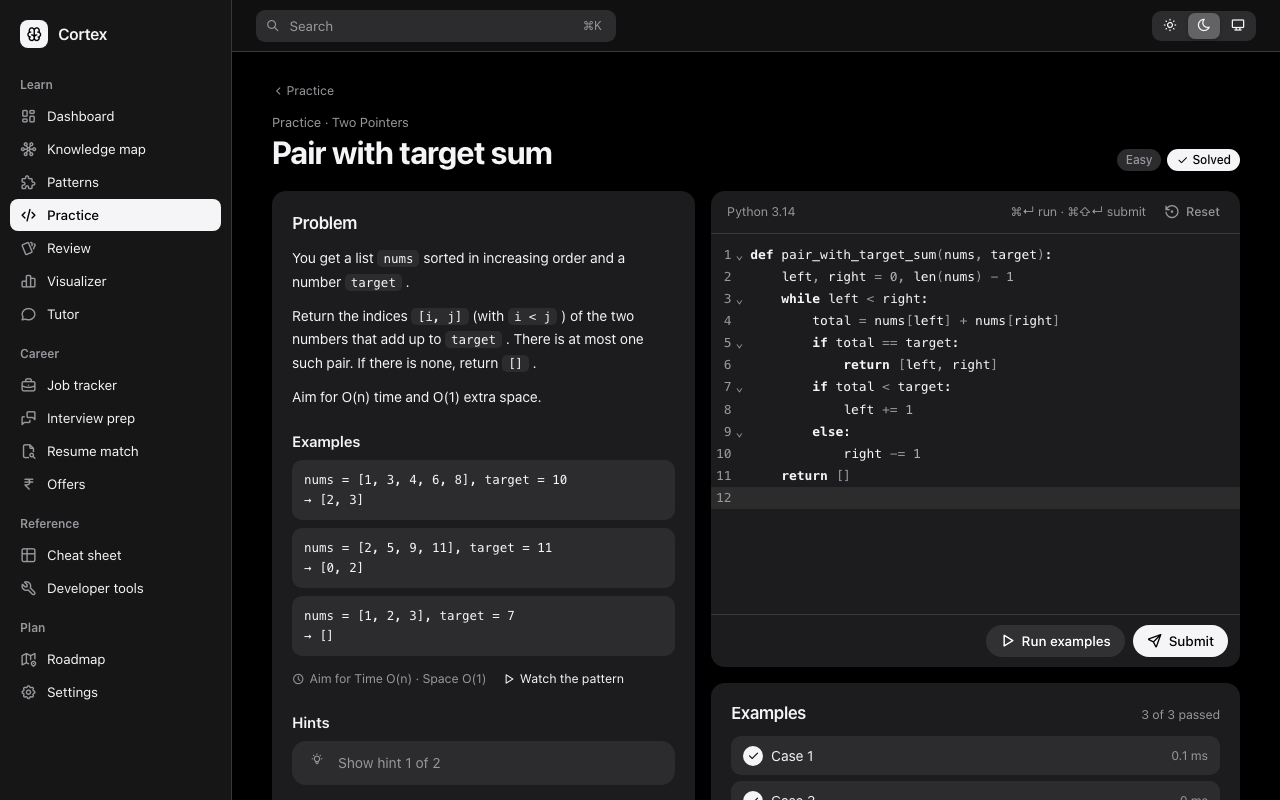 Cortex
Search
⌘K
Learn
Dashboard
Knowledge map
Patterns
Practice
Review
Visualizer
Tutor
Career
Job tracker
Interview prep
Resume match
Offers
Reference
Cheat sheet
Developer tools
Plan
Roadmap
Settings
Practice
Practice · Two Pointers
Pair with target sum
Easy
Solved
Problem
You get a list nums sorted in increasing order and a
number target .
Return the indices [i, j] (with i < j ) of the two
numbers that add up to target . There is at most one
such pair. If there is none, return [] .
Aim for O(n) time and O(1) extra space.
Examples
nums = [1, 3, 4, 6, 8], target = 10
→ [2, 3]
nums = [2, 5, 9, 11], target = 11
→ [0, 2]
nums = [1, 2, 3], target = 7
→ []
Aim for Time O(n) · Space O(1)
Watch the pattern
Hints
Show hint 1 of 2
Python 3.14
⌘↵ run · ⌘⇧↵ submit
Reset
1 def pair_with_target_sum(nums, target):
2     left, right = 0, len(nums) - 1
3     while left < right:
4         total = nums[left] + nums[right]
5         if total == target:
6             return [left, right]
7         if total < target:
8             left += 1
9         else:
10             right -= 1
11     return []
12
Run examples
Submit
Examples
3 of 3 passed
Case 1
0.1 ms